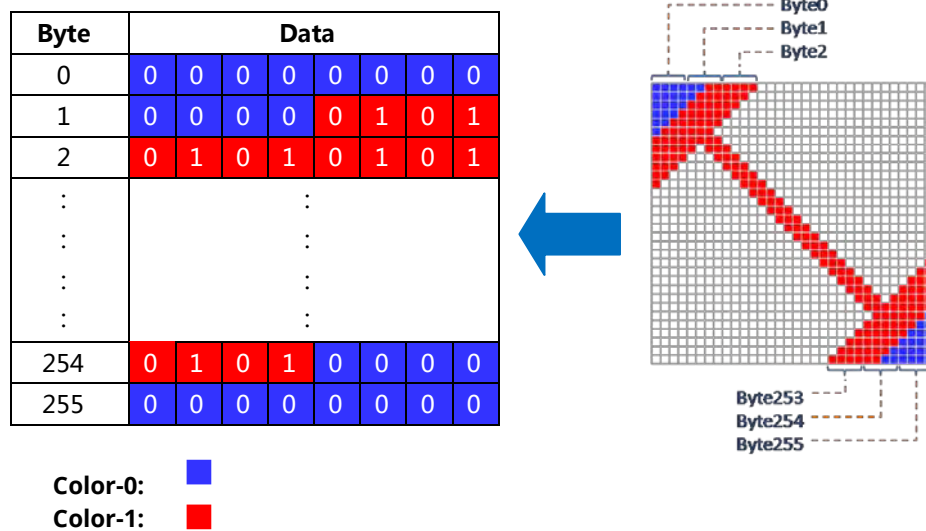 Byte Data
0 0 0 0 0 0 0 0 0
1 0 0 0 0 0 1 0 1
2 0 1 0 1 0 1 0 1
: :
: :
: :
: :
254 0 1 0 1 0 0 0 0
255 0 0 0 0 0 0 0 0
Color-0:
Color-1:
Byte0
Byte1
Byte2
Byte253
Byte254
Byte255